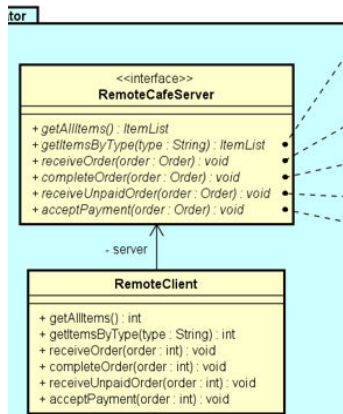 tor
<<interface>>
RemoteCafeServer
+ getAllItems() : ItemList
+ getItemsByType(type : String) : ItemList
+ receiveOrder(order : Order) : void
+ completeOrder(order : Order) : void
+ receiveUnpaidOrder(order : Order) : void
+ acceptPayment(order : Order) : void
- server
RemoteClient
+ getAllItems() : int
+ getItemsByType(type : String) : int
+ receiveOrder(order : int) : void
+ completeOrder(order : int) : void
+ receiveUnpaidOrder(order : int) : void
+ acceptPayment(order : int) : void